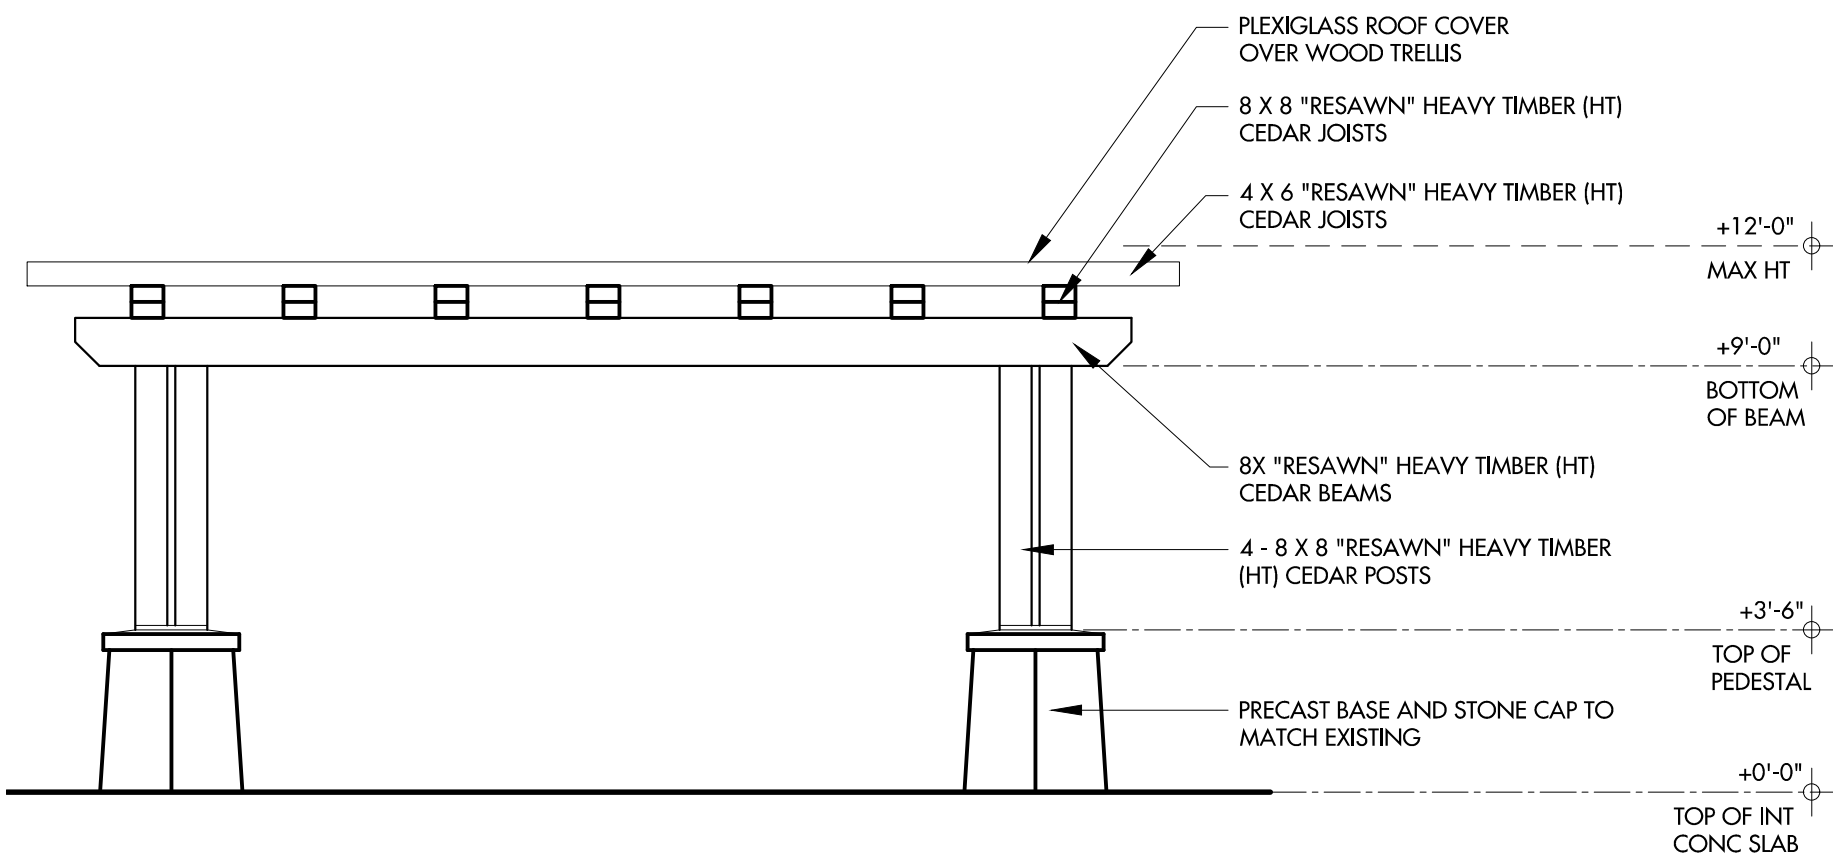 PLEXIGLASS ROOF COVER
OVER WOOD TRELLIS
8 X 8 "RESAWN" HEAVY TIMBER (HT)
CEDAR JOISTS
4 X 6 "RESAWN" HEAVY TIMBER (HT)
CEDAR JOISTS
+12'-0"
MAX HT
+9'-0"
BOTTOM
OF BEAM
8X "RESAWN" HEAVY TIMBER (HT)
CEDAR BEAMS
4 - 8 X 8 "RESAWN" HEAVY TIMBER
(HT) CEDAR POSTS
+3'-6"
TOP OF
PEDESTAL
PRECAST BASE AND STONE CAP TO
MATCH EXISTING
+0'-0"
TOP OF INT
CONC SLAB